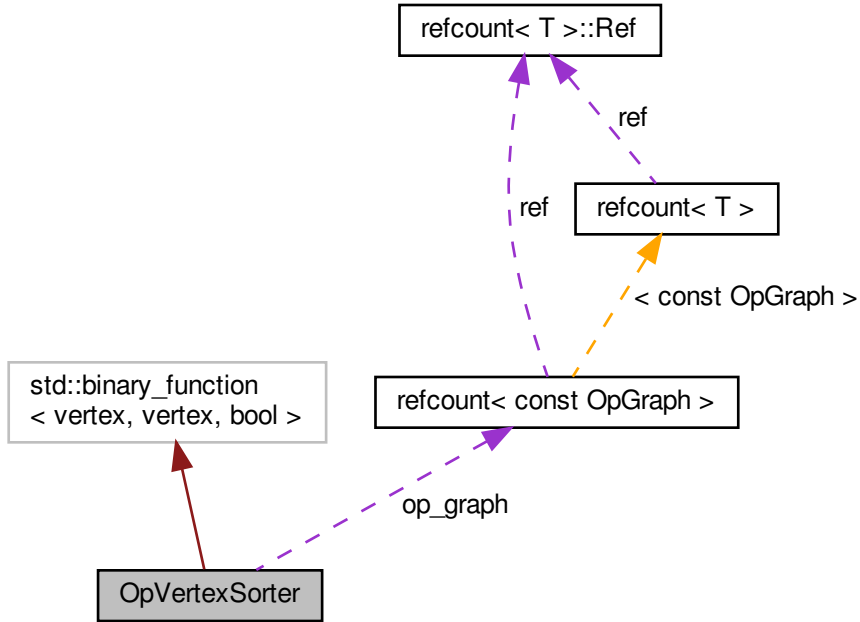 refcount< T >::Ref
ref
refcount< T >
ref
< const OpGraph >
std::binary_function
< vertex, vertex, bool >
refcount< const OpGraph >
op_graph
OpVertexSorter